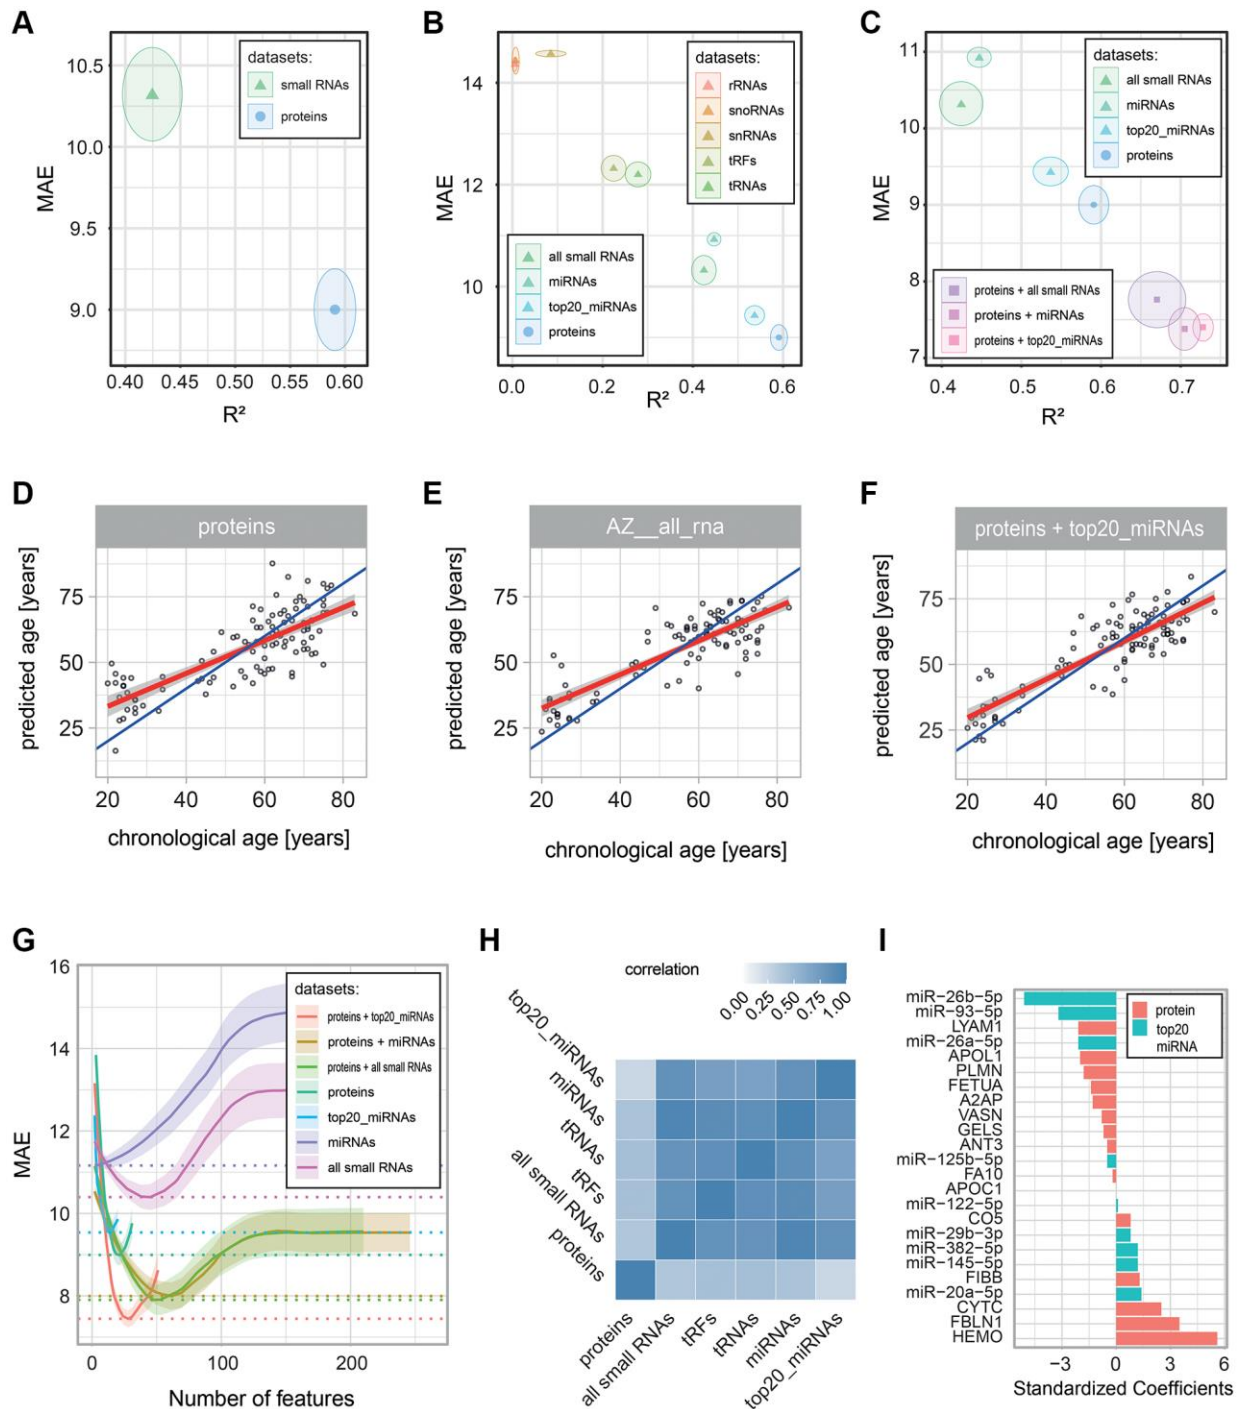 A
MAE
10.5
10.0
9.5
9.0
datasets:
small RNAs
proteins
0.40 0.45 0.50 0.55 0.60
R²
B
MAE
14
12
10
datasets:
rRNAs
snoRNAs
snRNAs
tRFs
tRNAs
all small RNAs
miRNAs
top20_miRNAs
proteins
0.0 0.2 0.4 0.6
R²
C
MAE
11
10
9
8
7
datasets:
all small RNAs
miRNAs
top20_miRNAs
proteins
proteins + all small RNAs
proteins + miRNAs
proteins + top20_miRNAs
0.4 0.5 0.6 0.7
R²
D
proteins
predicted age [years]
75
50
25
20 40 60 80
chronological age [years]
E
AZ__all_rna
predicted age [years]
75
50
25
20 40 60 80
chronological age [years]
F
proteins + top20_miRNAs
predicted age [years]
75
50
25
20 40 60 80
chronological age [years]
G
MAE
16
14
12
10
8
datasets:
proteins + top20_miRNAs
proteins + miRNAs
proteins + all small RNAs
proteins
top20_miRNAs
miRNAs
all small RNAs
0 100 200
Number of features
H
correlation
0.00 0.25 0.50 0.75 1.00
top20_miRNAs
miRNAs
tRNAs
tRFs
all small RNAs
proteins
proteins
all small RNAs
tRFs
tRNAs
miRNAs
top20_miRNAs
I
miR-26b-5p
miR-93-5p
LYAM1
miR-26a-5p
APOL1
PLMN
FETUA
A2AP
VASN
GELS
ANT3
miR-125b-5p
FA10
APOC1
miR-122-5p
CO5
miR-29b-3p
miR-382-5p
miR-145-5p
FIBB
miR-20a-5p
CYTC
FBLN1
HEMO
protein
top20
miRNA
−3 0 3 6
Standardized Coefficients